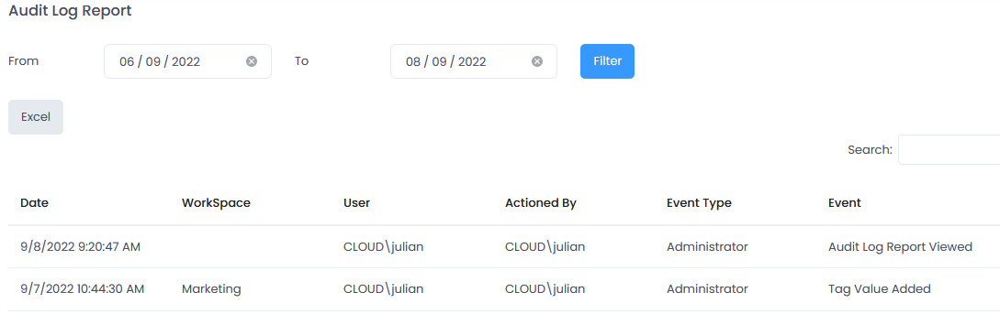 Audit Log Report
From 06 / 09 / 2022 To 08 / 09 / 2022 Filter
Excel
Search:
Date WorkSpace User Actioned By Event Type Event
9/8/2022 9:20:47 AM CLOUD\julian CLOUD\julian Administrator Audit Log Report Viewed
9/7/2022 10:44:30 AM Marketing CLOUD\julian CLOUD\julian Administrator Tag Value Added